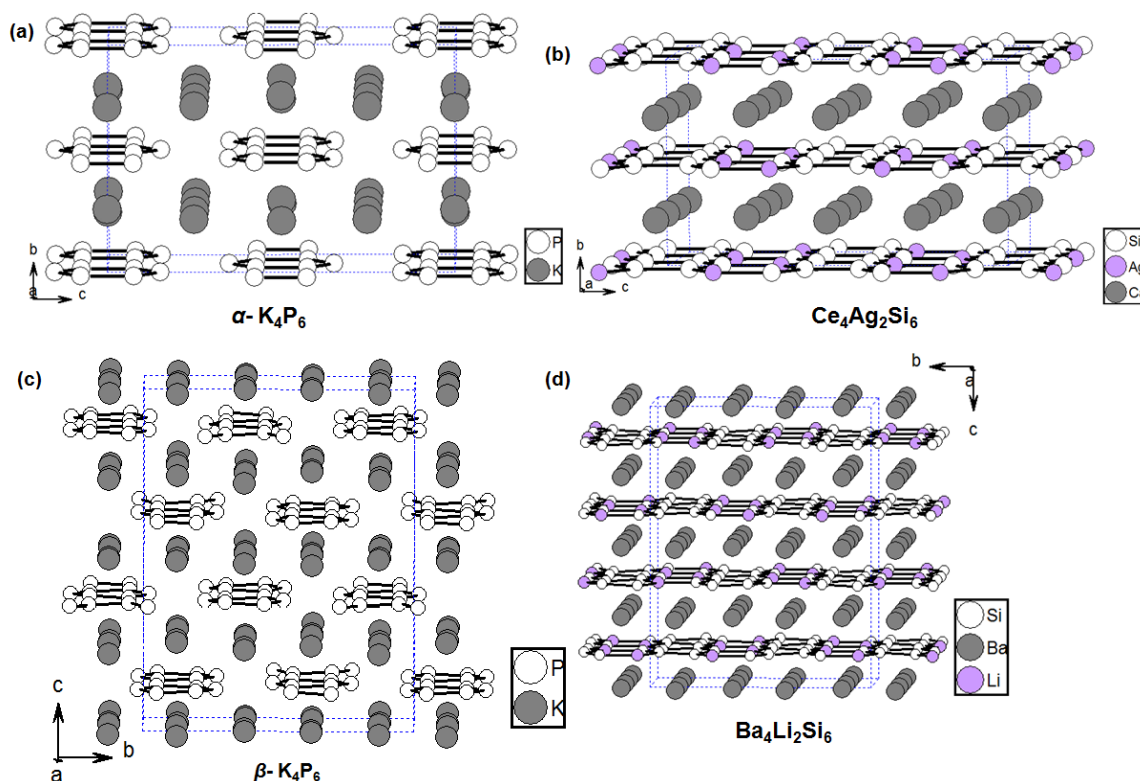 (a)
b
a
c
P
K
α- K₄P₆
(b)
b
a
c
Si
Ag
Ce₄Ag₂Si₆
(c)
c
a
b
P
K
β- K₄P₆
(d)
b
a
c
Si
Ba
Li
Ba₄Li₂Si₆